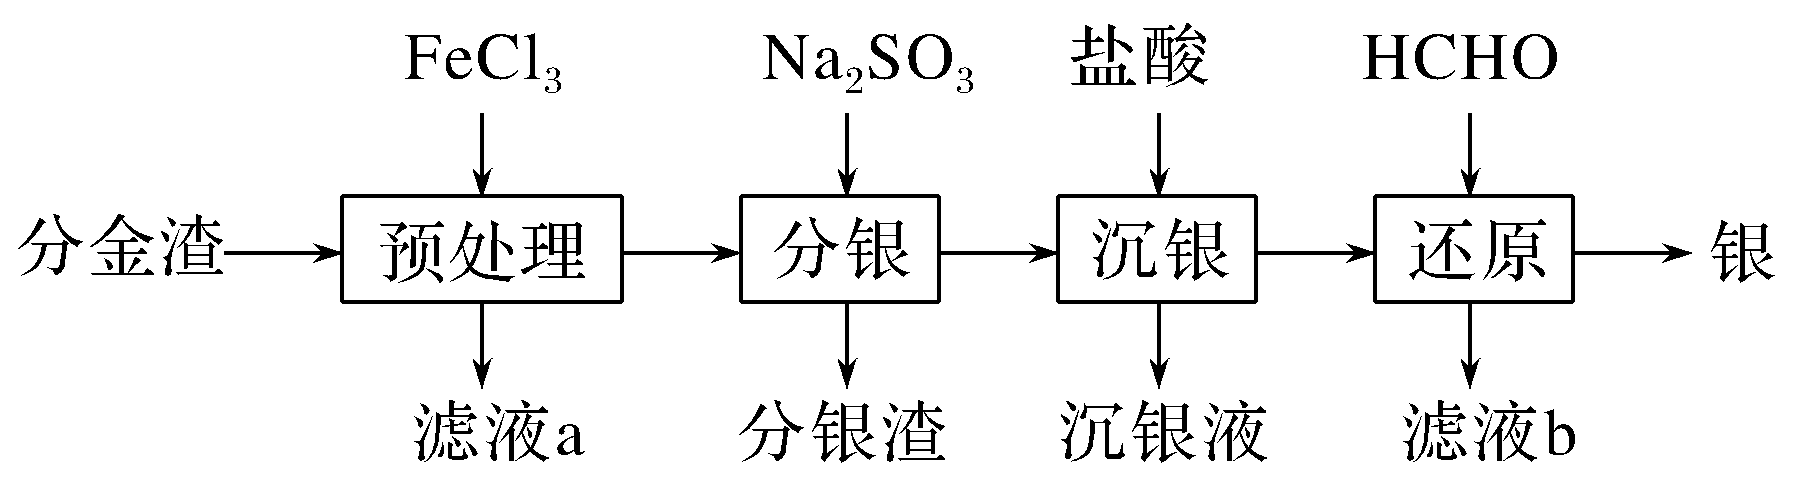 FeCl₃ Na₂SO₃ 盐酸 HCHO
分金渣 预处理 分银 沉银 还原 银
滤液a 分银渣 沉银液 滤液b